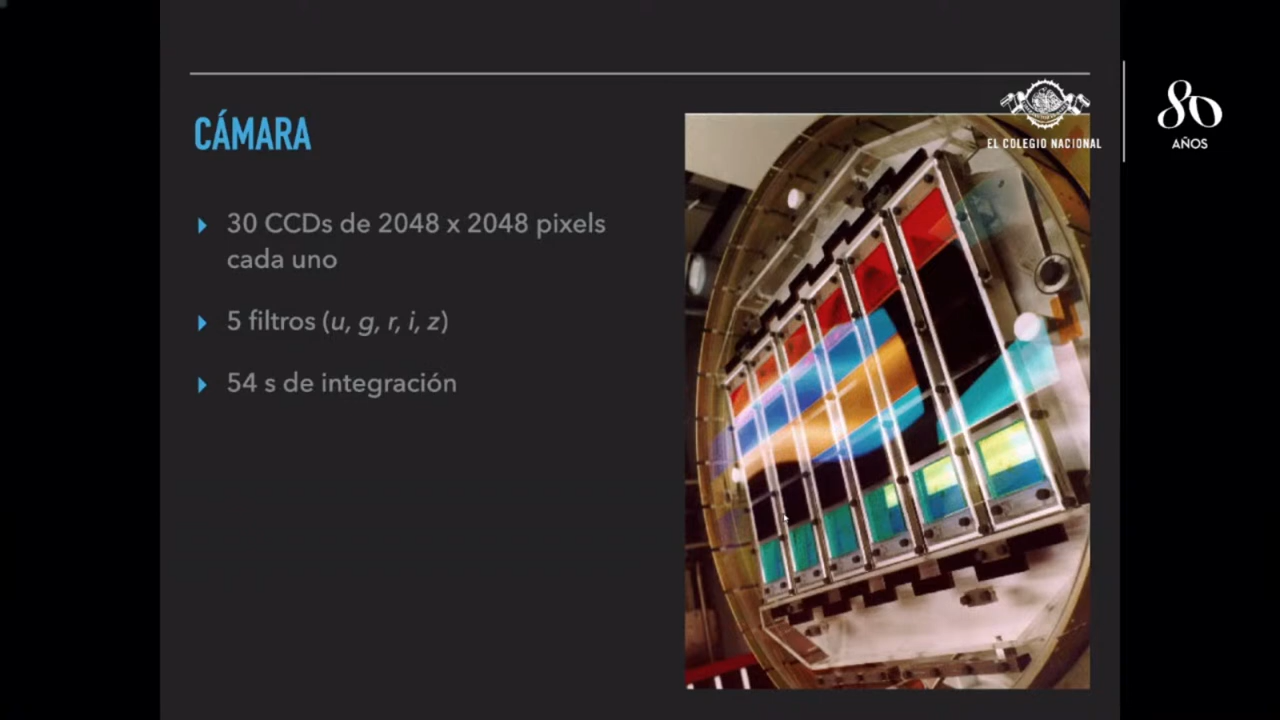 CÁMARA
30 CCDs de 2048 x 2048 pixels
cada uno
5 filtros (u, g, r, i, z)
54 s de integración
EL COLEGIO NACIONAL
80
AÑOS